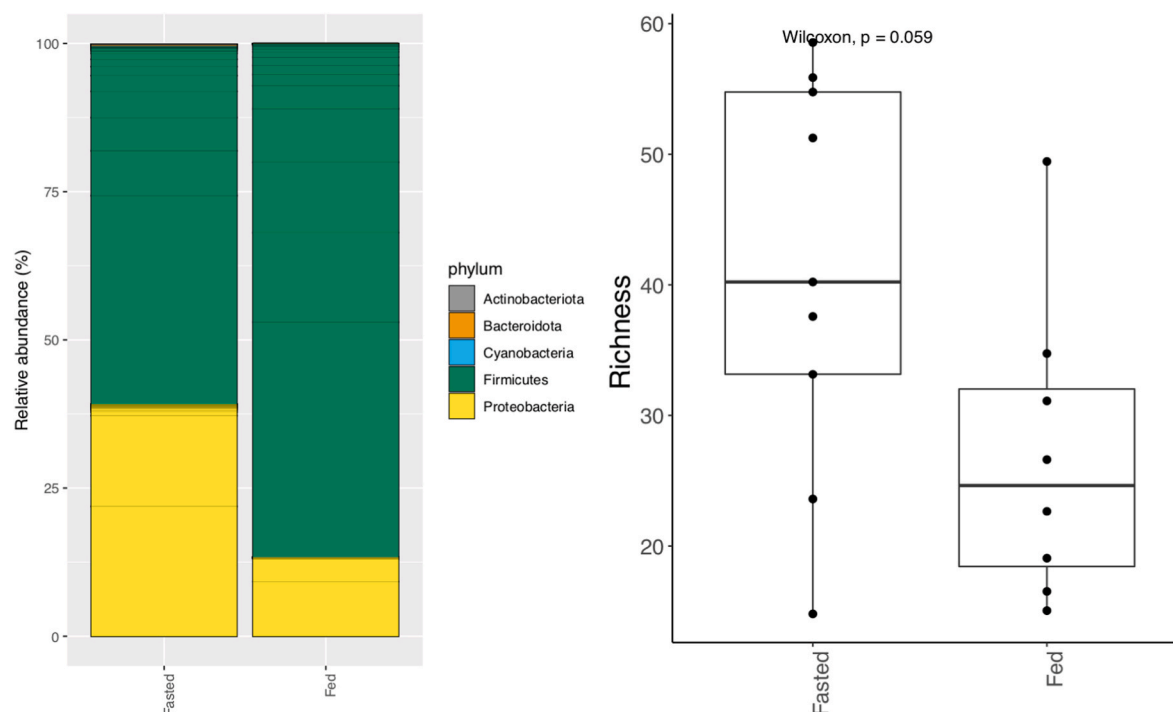 100
75
50
25
0
Relative abundance (%)
Fasted
Fed
phylum
Actinobacteriota
Bacteroidota
Cyanobacteria
Firmicutes
Proteobacteria
Wilcoxon, p = 0.059
60
50
40
30
20
Richness
Fasted
Fed